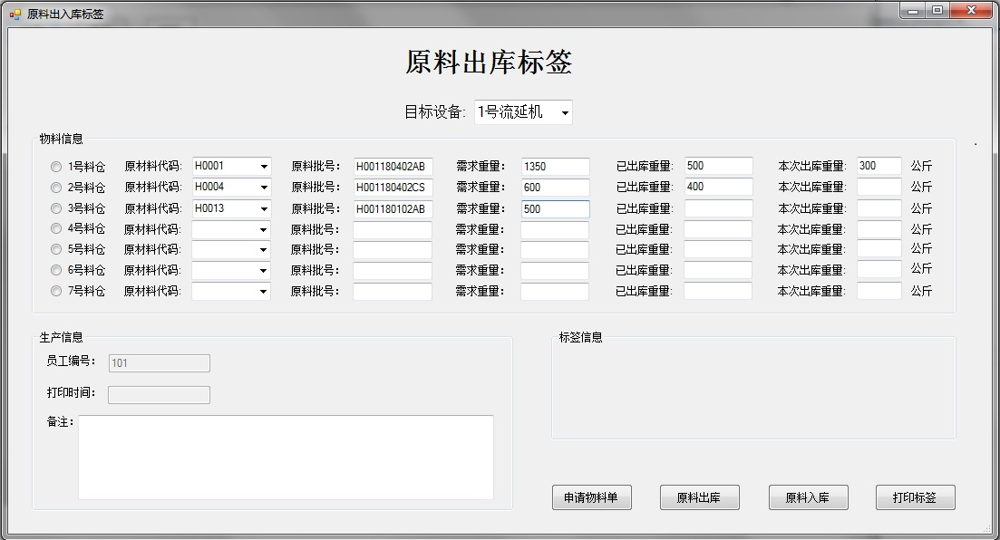 原料出入库标签
原料出库标签
目标设备: 1号流延机
物料信息
1号料仓 原材料代码: H0001 原料批号: H001180402AB 需求重量: 1350 已出库重量: 500 本次出库重量: 300 公斤
2号料仓 原材料代码: H0004 原料批号: H001180402CS 需求重量: 600 已出库重量: 400 本次出库重量: 公斤
3号料仓 原材料代码: H0013 原料批号: H001180102AB 需求重量: 500 已出库重量: 本次出库重量: 公斤
4号料仓 原材料代码: 原料批号: 需求重量: 已出库重量: 本次出库重量: 公斤
5号料仓 原材料代码: 原料批号: 需求重量: 已出库重量: 本次出库重量: 公斤
6号料仓 原材料代码: 原料批号: 需求重量: 已出库重量: 本次出库重量: 公斤
7号料仓 原材料代码: 原料批号: 需求重量: 已出库重量: 本次出库重量: 公斤
生产信息
员工编号: 101
打印时间:
备注:
标签信息
申请物料单 原料出库 原料入库 打印标签